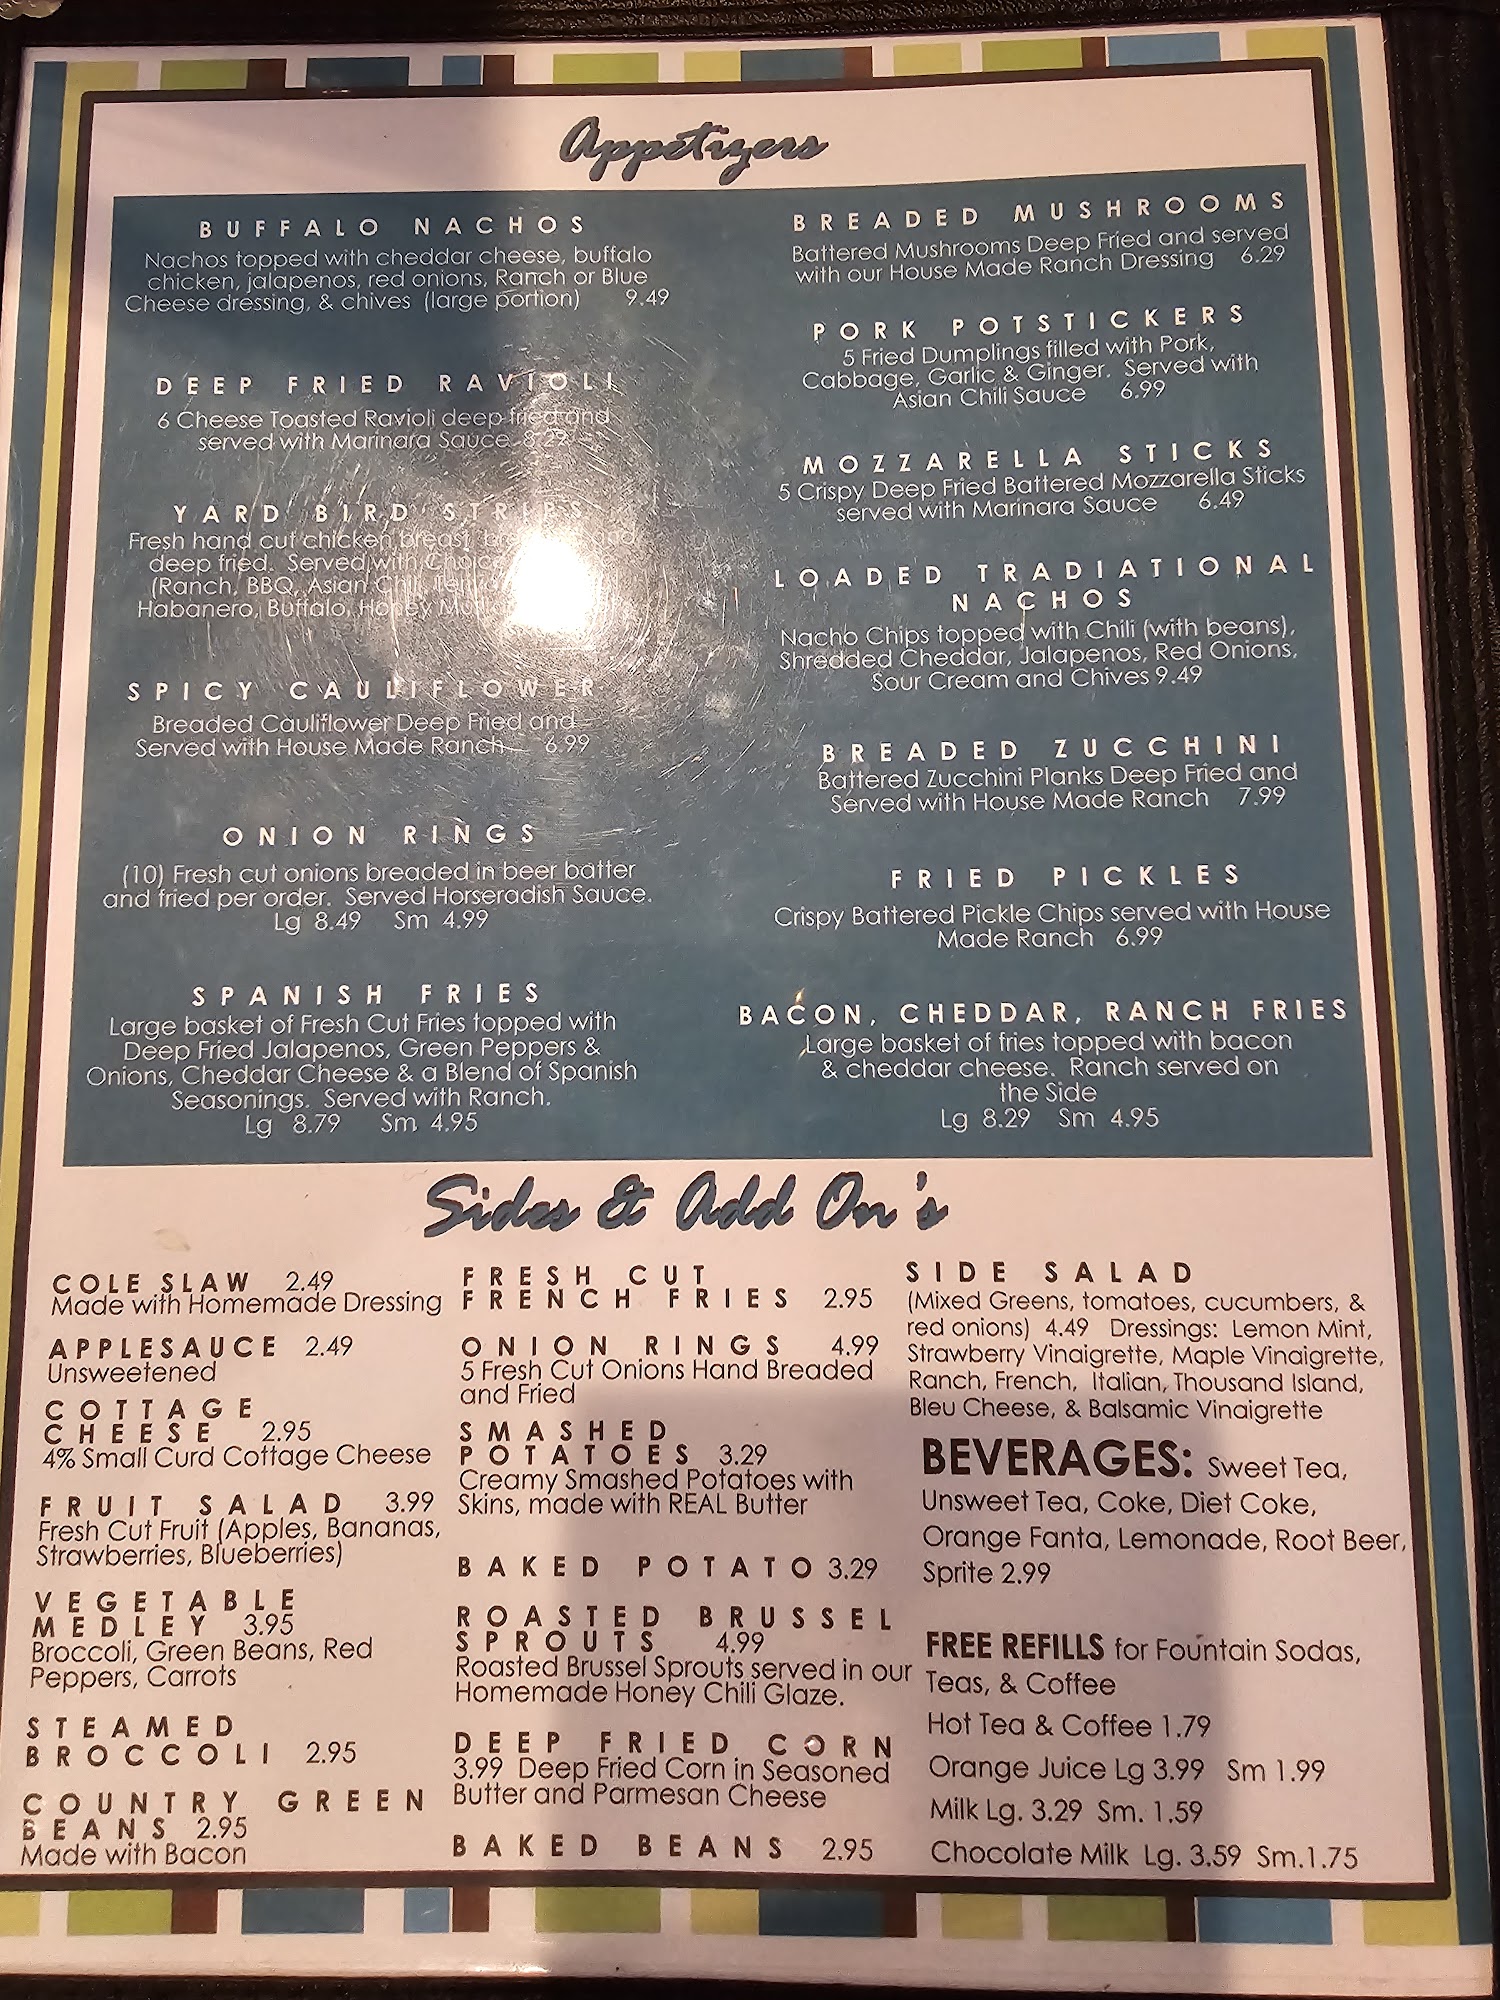 Appetizers
BUFFALO NACHOS
Nachos topped with cheddar cheese, buffalo
chicken, jalapenos, red onions, Ranch or Blue
Cheese dressing, & chives (large portion) 9.49
DEEP FRIED RAVIOLI
6 Cheese Toasted Ravioli deep fried and
served with Marinara Sauce 8.29
YARD BIRD STRIPS
Fresh hand cut chicken breast and
deep fried. Served with Choice
(Ranch, BBQ, Asian Chili,
Habanero, Buffalo, Honey
SPICY CAULIFLOWER
Breaded Cauliflower Deep Fried and
Served with House Made Ranch 6.99
ONION RINGS
(10) Fresh cut onions breaded in beer batter
and fried per order. Served Horseradish Sauce.
Lg 8.49 Sm 4.99
SPANISH FRIES
Large basket of Fresh Cut Fries topped with
Deep Fried Jalapenos, Green Peppers &
Onions, Cheddar Cheese & a Blend of Spanish
Seasonings. Served with Ranch.
Lg 8.79 Sm 4.95
BREADED MUSHROOMS
Battered Mushrooms Deep Fried and served
with our House Made Ranch Dressing 6.29
PORK POTSTICKERS
5 Fried Dumplings filled with Pork,
Cabbage, Garlic & Ginger. Served with
Asian Chili Sauce 6.99
MOZZARELLA STICKS
5 Crispy Deep Fried Battered Mozzarella Sticks
served with Marinara Sauce 6.49
LOADED TRADIATIONAL
NACHOS
Nacho Chips topped with Chili (with beans),
Shredded Cheddar, Jalapenos, Red Onions,
Sour Cream and Chives 9.49
BREADED ZUCCHINI
Battered Zucchini Planks Deep Fried and
Served with House Made Ranch 7.99
FRIED PICKLES
Crispy Battered Pickle Chips served with House
Made Ranch 6.99
BACON, CHEDDAR, RANCH FRIES
Large basket of fries topped with bacon
& cheddar cheese. Ranch served on
the Side
Lg 8.29 Sm 4.95
Sides & Add On's
COLE SLAW 2.49
Made with Homemade Dressing
APPLESAUCE 2.49
Unsweetened
COTTAGE
CHEESE 2.95
4% Small Curd Cottage Cheese
FRUIT SALAD 3.99
Fresh Cut Fruit (Apples, Bananas,
Strawberries, Blueberries)
VEGETABLE
MEDLEY 3.95
Broccoli, Green Beans, Red
Peppers, Carrots
STEAMED
BROCCOLI 2.95
COUNTRY GREEN
BEANS 2.95
Made with Bacon
FRESH CUT
FRENCH FRIES 2.95
ONION RINGS 4.99
5 Fresh Cut Onions Hand Breaded
and Fried
SMASHED
POTATOES 3.29
Creamy Smashed Potatoes with
Skins, made with REAL Butter
BAKED POTATO 3.29
ROASTED BRUSSEL
SPROUTS 4.99
Roasted Brussel Sprouts served in our
Homemade Honey Chili Glaze.
DEEP FRIED CORN
3.99 Deep Fried Corn in Seasoned
Butter and Parmesan Cheese
BAKED BEANS 2.95
SIDE SALAD
(Mixed Greens, tomatoes, cucumbers, &
red onions) 4.49 Dressings: Lemon Mint,
Strawberry Vinaigrette, Maple Vinaigrette,
Ranch, French, Italian, Thousand Island,
Bleu Cheese, & Balsamic Vinaigrette
BEVERAGES: Sweet Tea,
Unsweet Tea, Coke, Diet Coke,
Orange Fanta, Lemonade, Root Beer,
Sprite 2.99
FREE REFILLS for Fountain Sodas,
Teas, & Coffee
Hot Tea & Coffee 1.79
Orange Juice Lg 3.99 Sm 1.99
Milk Lg. 3.29 Sm. 1.59
Chocolate Milk Lg. 3.59 Sm.1.75